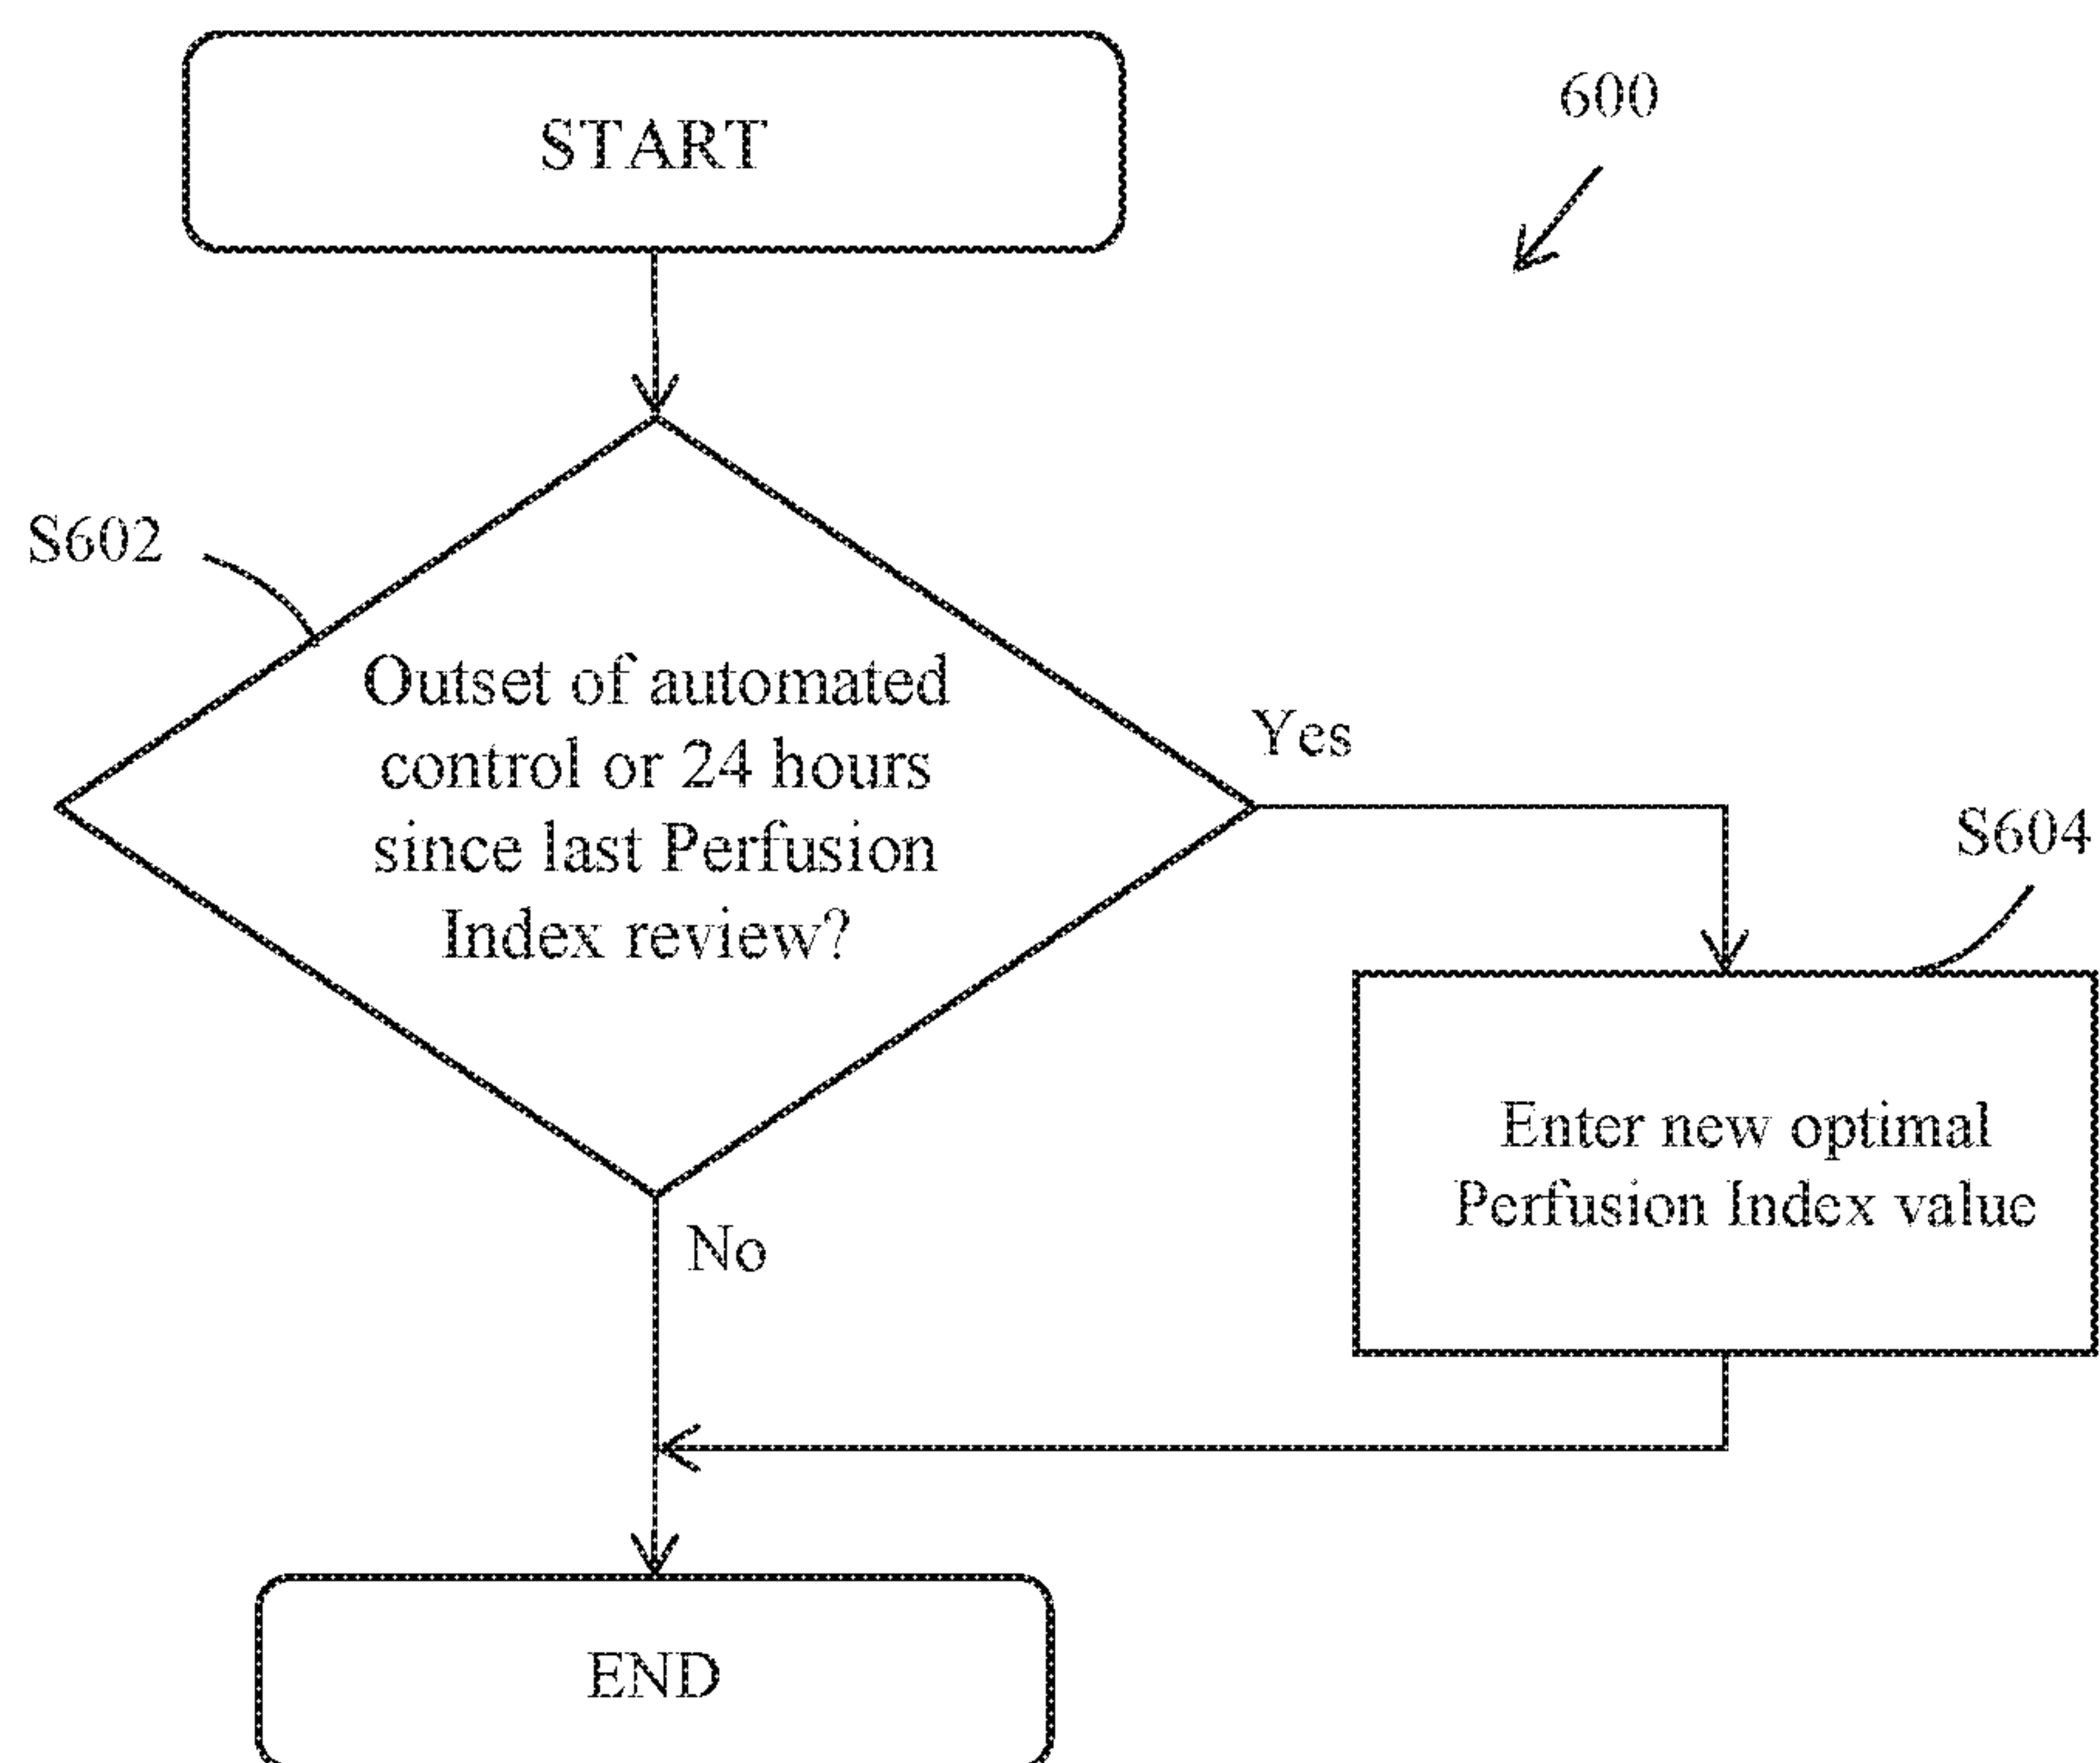 START
600
S602
Outset of automated
control or 24 hours
since last Perfusion
Index review?
Yes
S604
Enter new optimal
Perfusion Index value
No
END